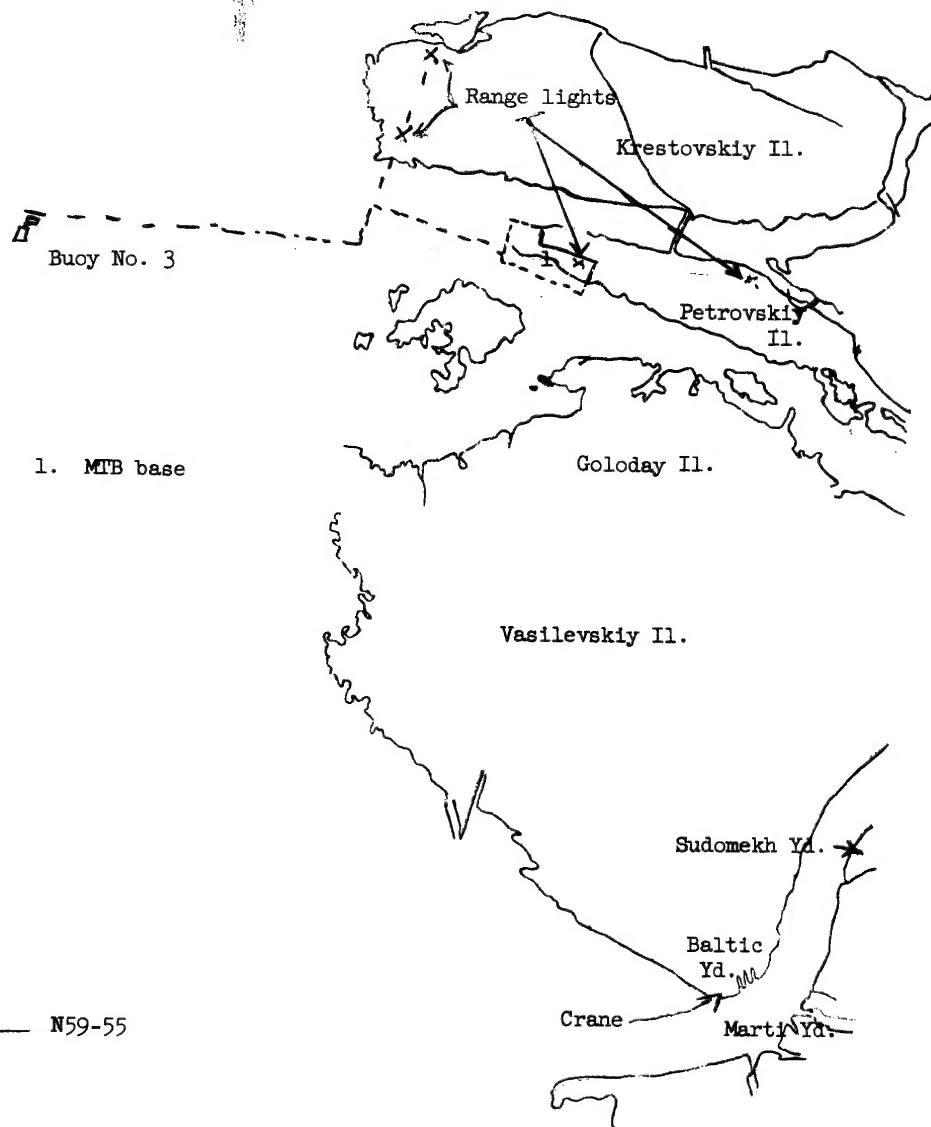 Range lights
Krestovskiy Il.
Buoy No. 3
1
Petrovskiy
Il.
1. MTB base
Goloday Il.
Vasilevskiy Il.
Sudomekh Yd.
Baltic
Yd.
Crane
N59-55
Marti Yd.